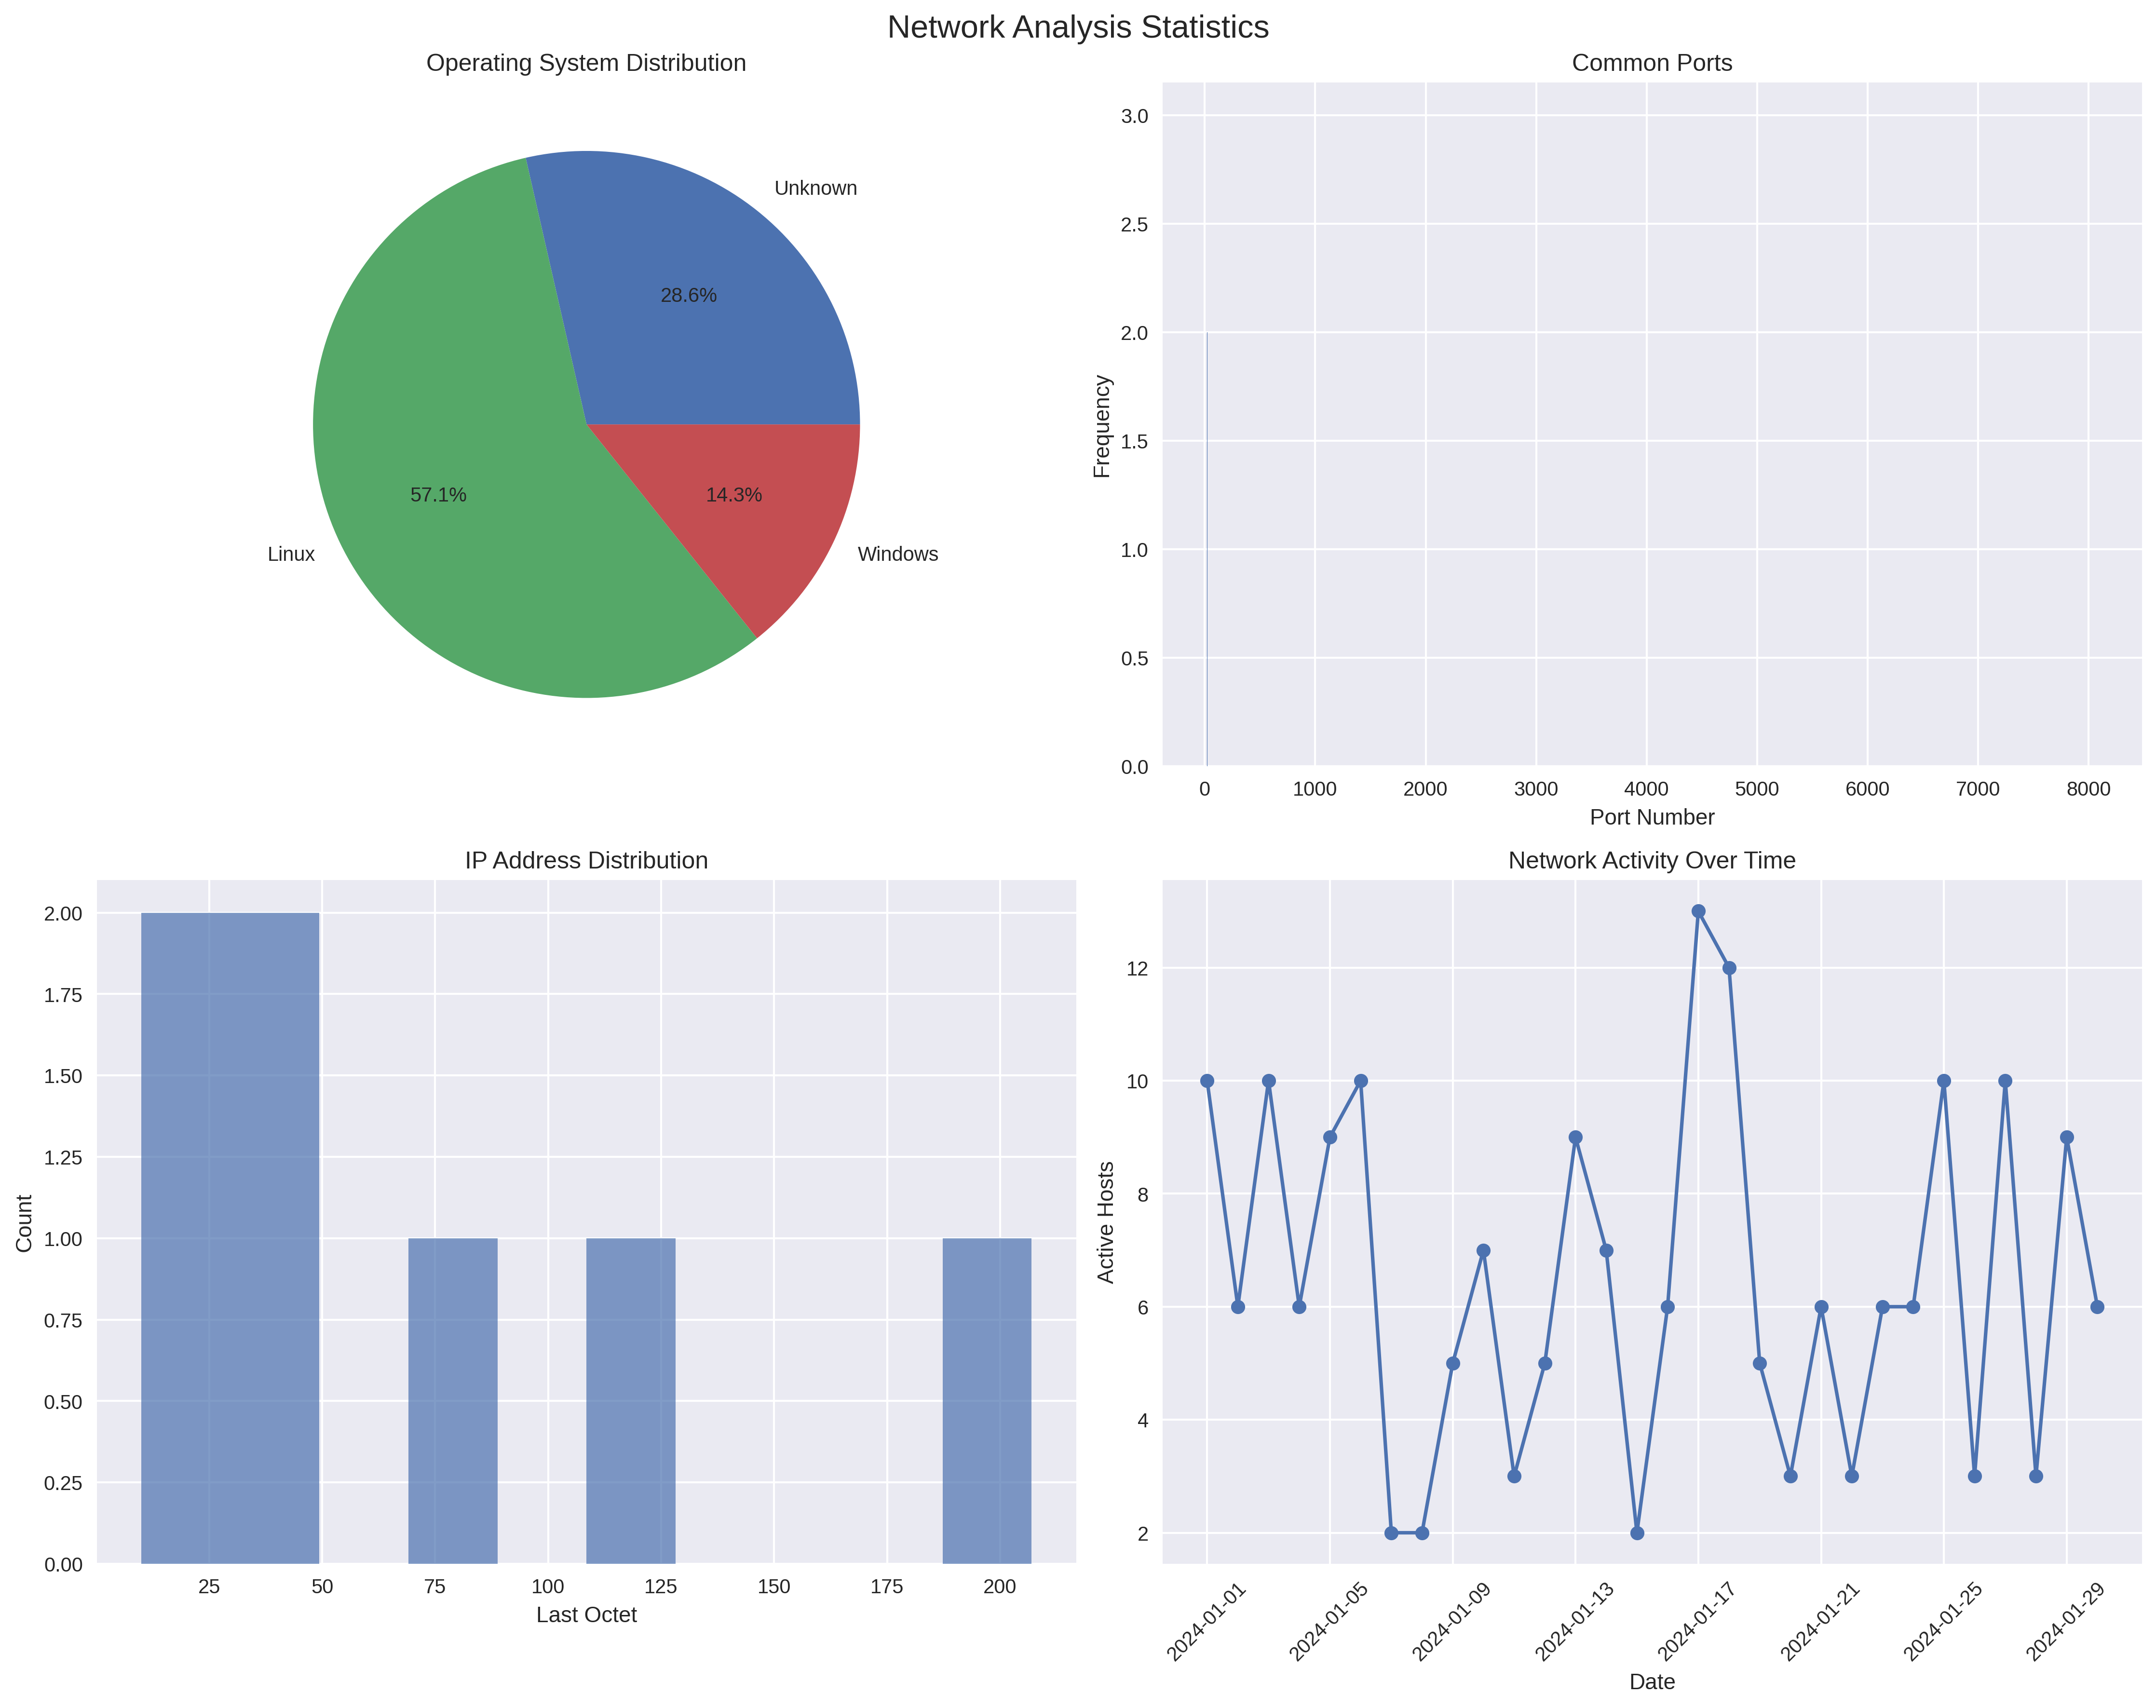 Network Analysis Statistics
Operating System Distribution
Unknown
28.6%
57.1%
14.3%
Linux
Windows
Common Ports
3.0
2.5
2.0
1.5
1.0
0.5
0.0
Frequency
0 1000 2000 3000 4000 5000 6000 7000 8000
Port Number
IP Address Distribution
2.00
1.75
1.50
1.25
1.00
0.75
0.50
0.25
0.00
Count
25 50 75 100 125 150 175 200
Last Octet
Network Activity Over Time
12
10
8
6
4
2
Active Hosts
2024-01-01 2024-01-05 2024-01-09 2024-01-13 2024-01-17 2024-01-21 2024-01-25 2024-01-29
Date